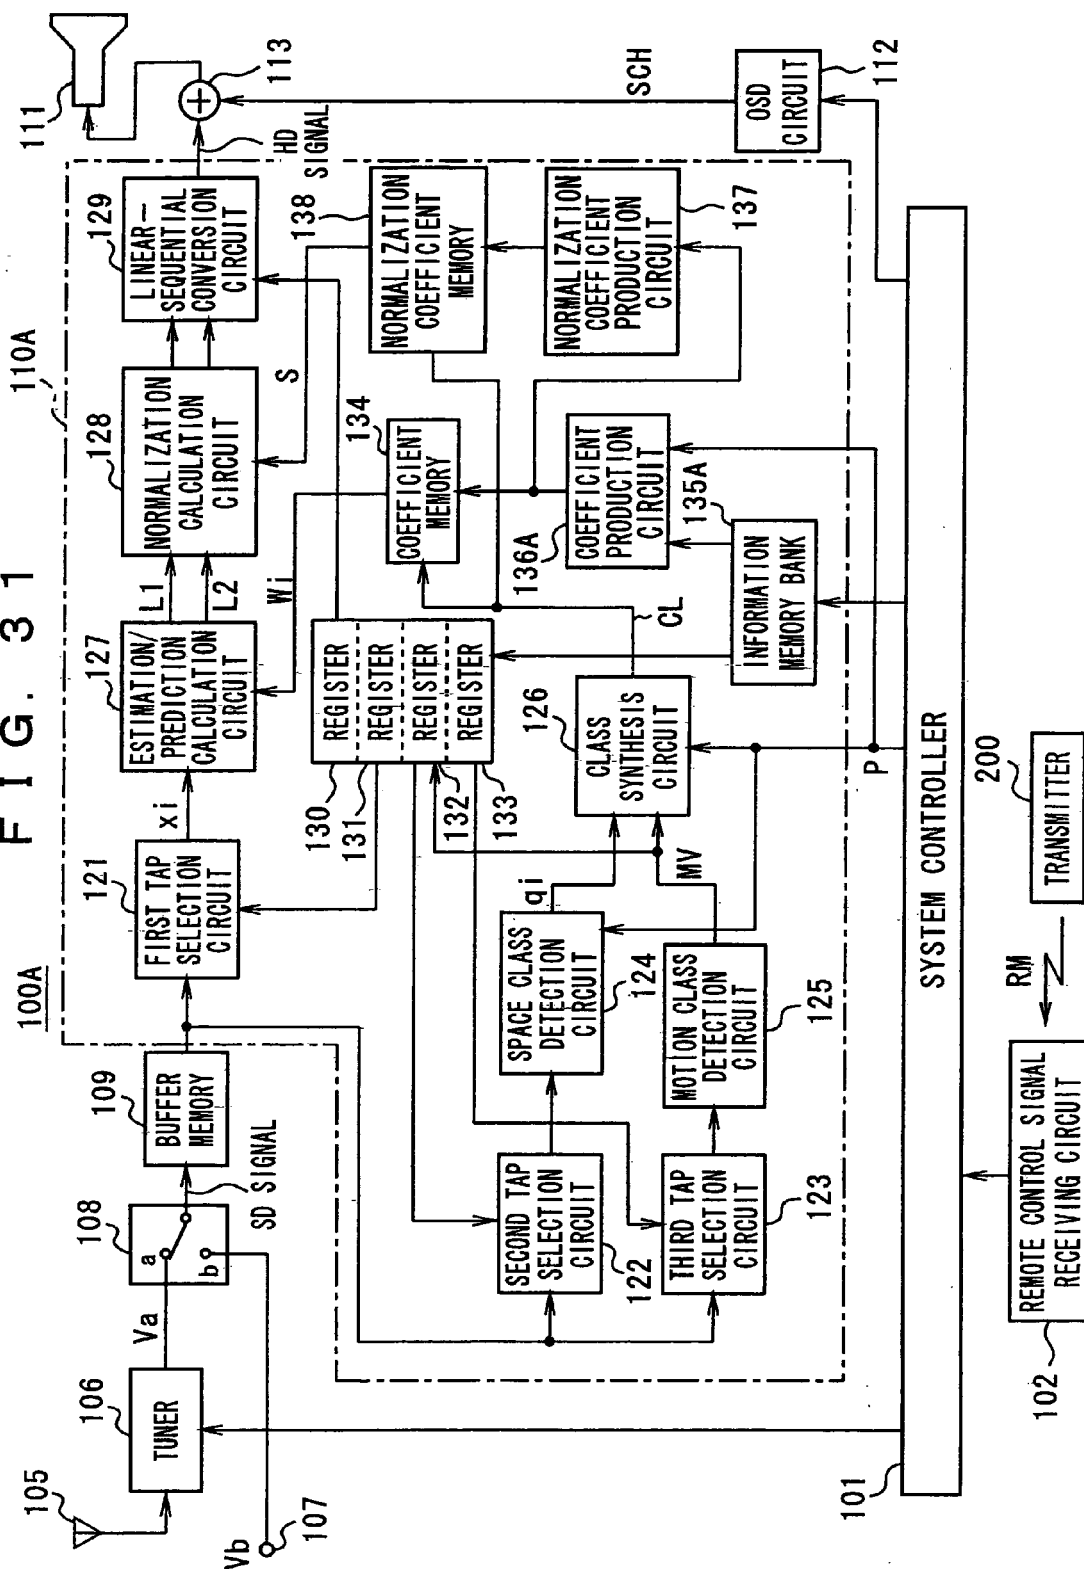 FIG. 31
100A
110A
105
106
TUNER
Va
Vb
107
108
a
b
SD SIGNAL
109
BUFFER
MEMORY
121
FIRST TAP
SELECTION
CIRCUIT
xi
127
ESTIMATION/
PREDICTION
CALCULATION
CIRCUIT
L1
L2
128
NORMALIZATION
CALCULATION
CIRCUIT
129
LINEAR-
SEQUENTIAL
CONVERSION
CIRCUIT
HD
SIGNAL
113
111
Wi
S
130
REGISTER
131
REGISTER
132
REGISTER
133
REGISTER
134
COEFFICIENT
MEMORY
138
NORMALIZATION
COEFFICIENT
MEMORY
122
SECOND TAP
SELECTION
CIRCUIT
124
SPACE CLASS
DETECTION
CIRCUIT
qi
126
CLASS
SYNTHESIS
CIRCUIT
CL
136A
COEFFICIENT
PRODUCTION
CIRCUIT
137
NORMALIZATION
COEFFICIENT
PRODUCTION
CIRCUIT
123
THIRD TAP
SELECTION
CIRCUIT
125
MOTION CLASS
DETECTION
CIRCUIT
MV
135A
INFORMATION
MEMORY BANK
P
SCH
112
OSD
CIRCUIT
101
SYSTEM CONTROLLER
102
REMOTE CONTROL SIGNAL
RECEIVING CIRCUIT
RM
200
TRANSMITTER